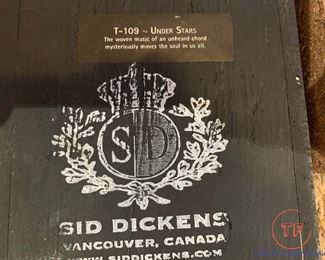 T-109 ~ UNDER STARS
The woven music of an unheard chord
mysteriously moves the soul in us all.
SD
SID DICKENS
VANCOUVER, CANADA
WWW.SIDDICKENS.COM
TF